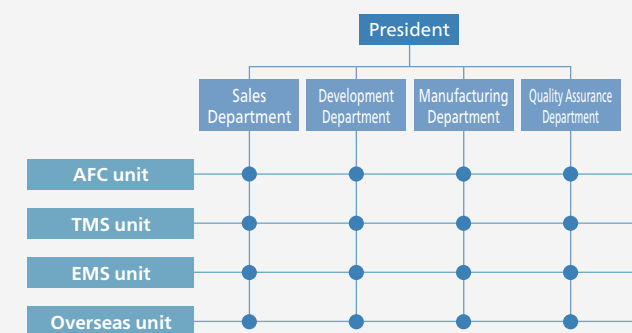 President
Sales
Department
Development
Department
Manufacturing
Department
Quality Assurance
Department
AFC unit
TMS unit
EMS unit
Overseas unit